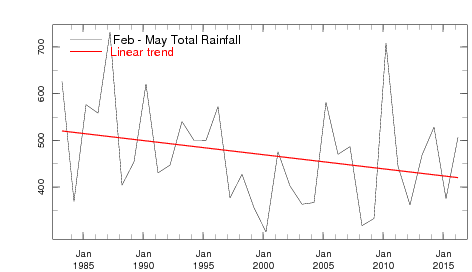 Feb - May Total Rainfall
Linear trend
700
600
500
400
Jan Jan Jan Jan Jan Jan Jan
1985 1990 1995 2000 2005 2010 2015